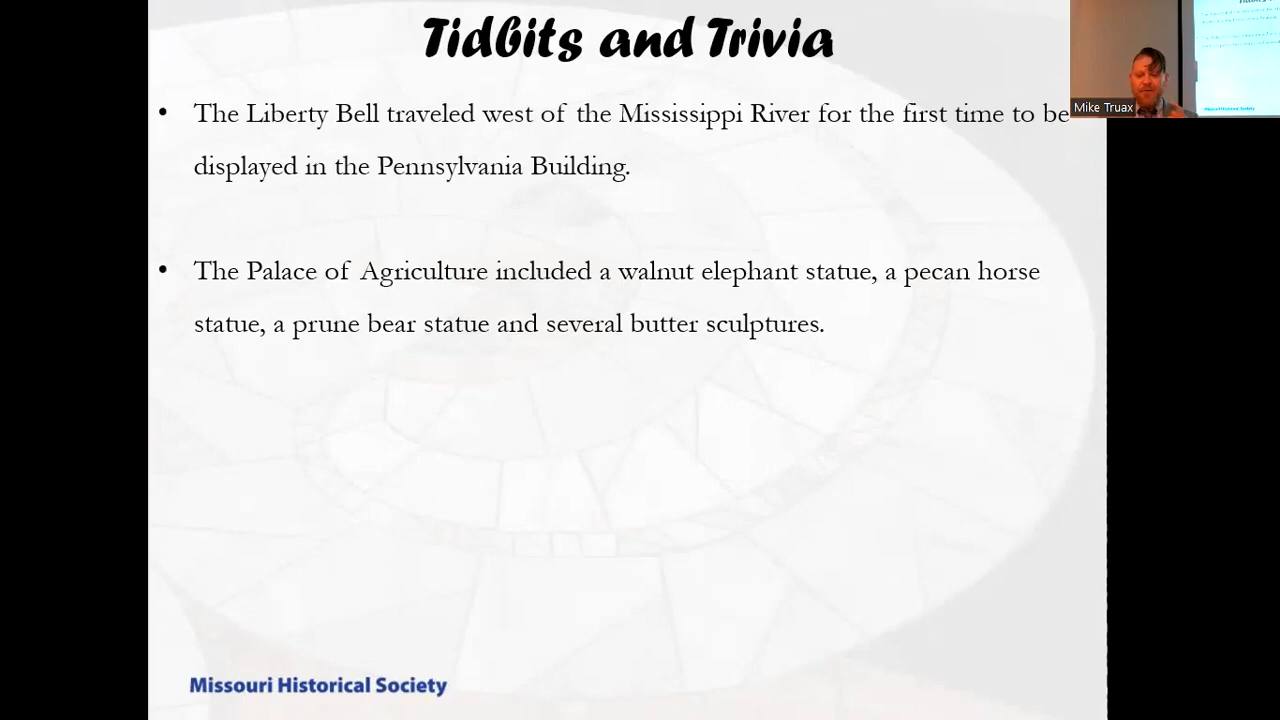 Tidbits and Trivia
Mike Truax
• The Liberty Bell traveled west of the Mississippi River for the first time to be
displayed in the Pennsylvania Building.
• The Palace of Agriculture included a walnut elephant statue, a pecan horse
statue, a prune bear statue and several butter sculptures.
Missouri Historical Society